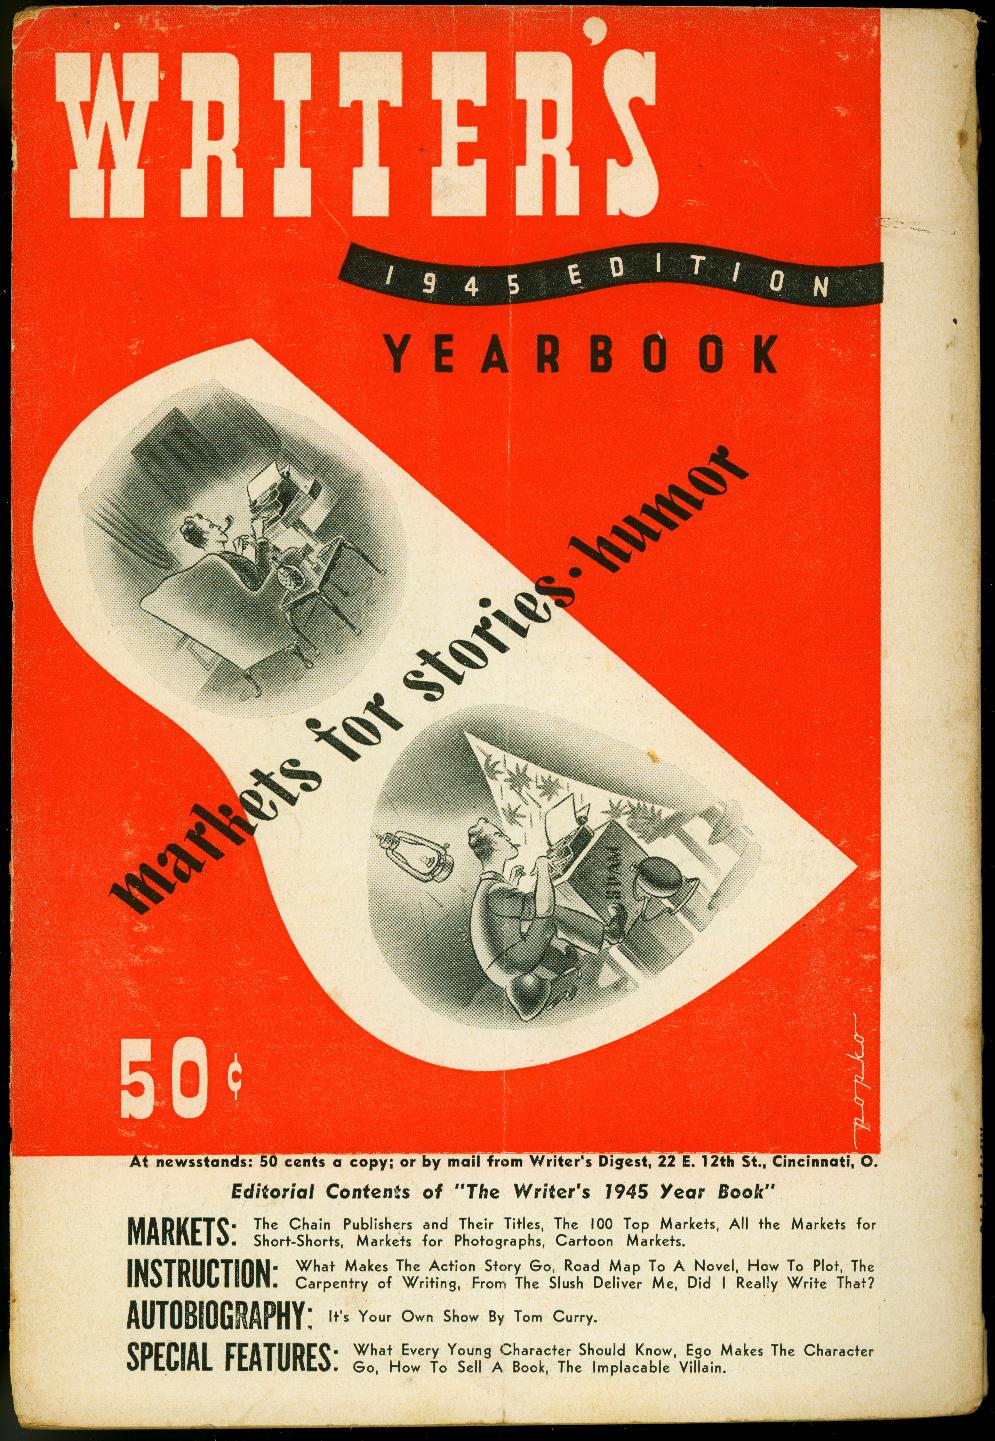 WRITER'S
1945 EDITION
YEARBOOK
markets for stories · humor
SPAM
50¢
popko
At newsstands: 50 cents a copy; or by mail from Writer's Digest, 22 E. 12th St., Cincinnati, O.
Editorial Contents of "The Writer's 1945 Year Book"
MARKETS: The Chain Publishers and Their Titles, The 100 Top Markets, All the Markets for
Short-Shorts, Markets for Photographs, Cartoon Markets.
INSTRUCTION: What Makes The Action Story Go, Road Map To A Novel, How To Plot, The
Carpentry of Writing, From The Slush Deliver Me, Did I Really Write That?
AUTOBIOGRAPHY: It's Your Own Show By Tom Curry.
SPECIAL FEATURES: What Every Young Character Should Know, Ego Makes The Character
Go, How To Sell A Book, The Implacable Villain.